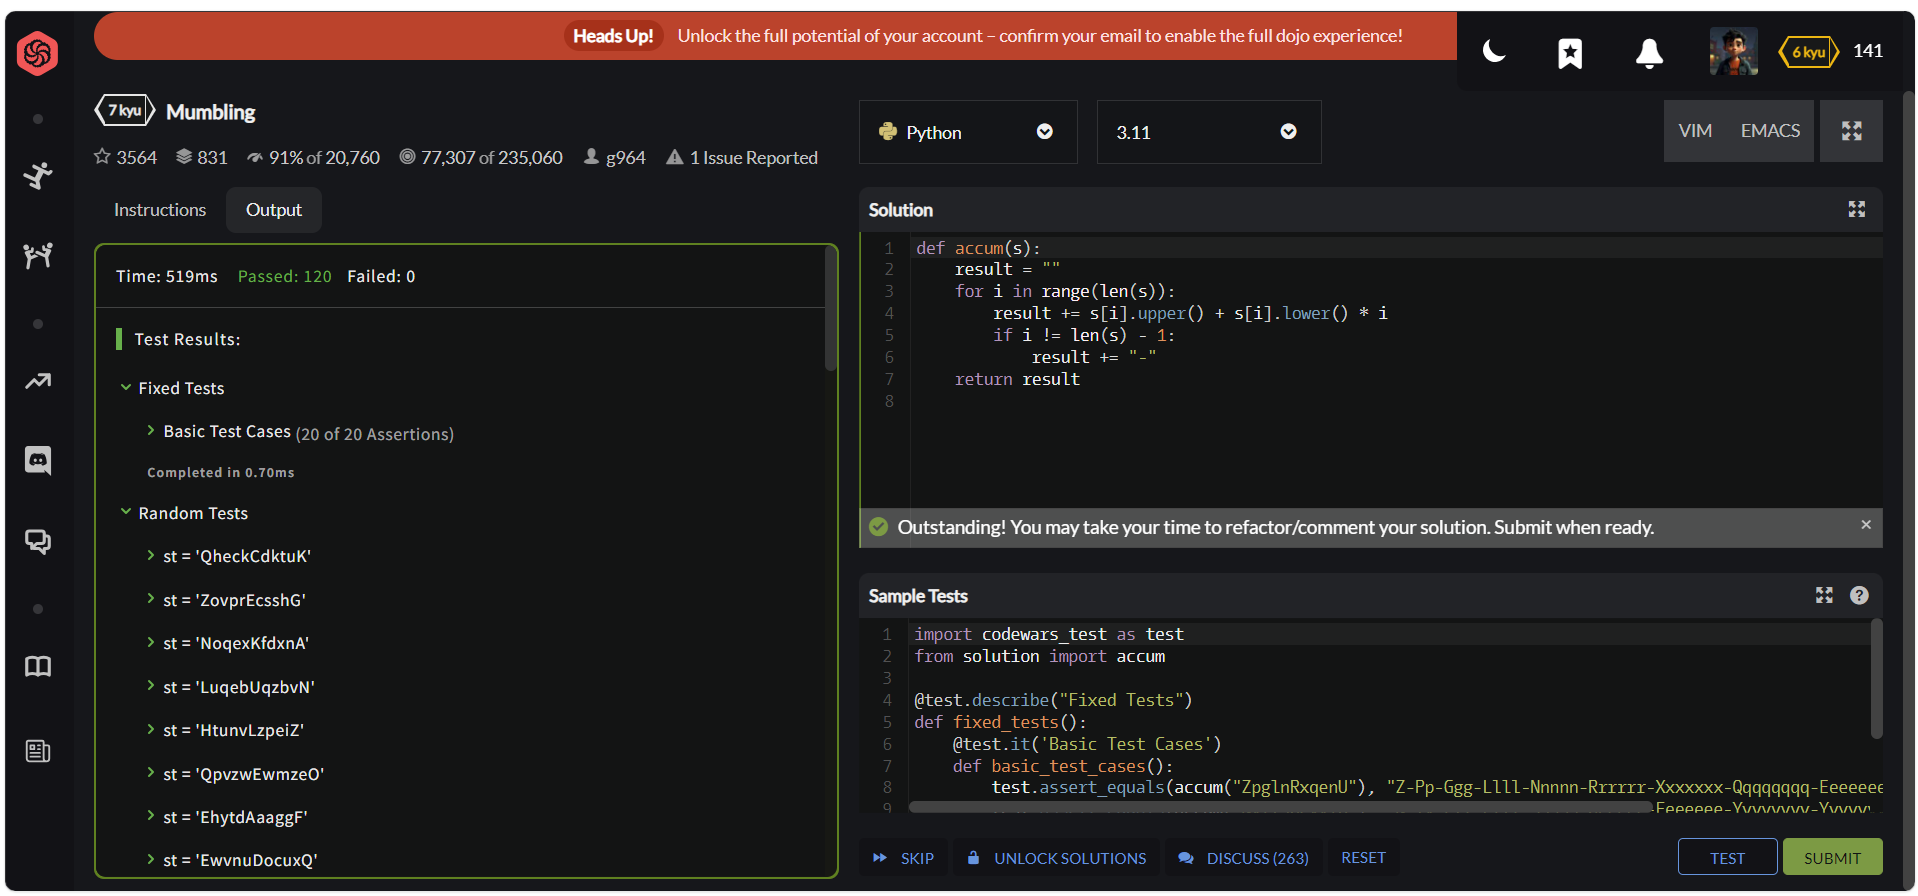 Heads Up! Unlock the full potential of your account – confirm your email to enable the full dojo experience!
6 kyu 141
7 kyu Mumbling
3564 831 91% of 20,760 77,307 of 235,060 g964 1 Issue Reported
Instructions Output
Time: 519ms Passed: 120 Failed: 0
Test Results:
Fixed Tests
Basic Test Cases (20 of 20 Assertions)
Completed in 0.70ms
Random Tests
st = 'QheckCdktuK'
st = 'ZovprEcsshG'
st = 'NoqexKfdxnA'
st = 'LuqebUqzbvN'
st = 'HtunvLzpeiZ'
st = 'QpvzwEwmzeO'
st = 'EhytdAaaggF'
st = 'EwvnuDocuxQ'
Python 3.11 VIM EMACS
Solution
1 def accum(s):
2 result = ""
3 for i in range(len(s)):
4 result += s[i].upper() + s[i].lower() * i
5 if i != len(s) - 1:
6 result += "-"
7 return result
8
Outstanding! You may take your time to refactor/comment your solution. Submit when ready. ×
Sample Tests ?
1 import codewars_test as test
2 from solution import accum
3
4 @test.describe("Fixed Tests")
5 def fixed_tests():
6 @test.it('Basic Test Cases')
7 def basic_test_cases():
8 test.assert_equals(accum("ZpglnRxqenU"), "Z-Pp-Ggg-Llll-Nnnnn-Rrrrrr-Xxxxxxx-Qqqqqqqq-Eeeeeee
9
SKIP UNLOCK SOLUTIONS DISCUSS (263) RESET TEST SUBMIT